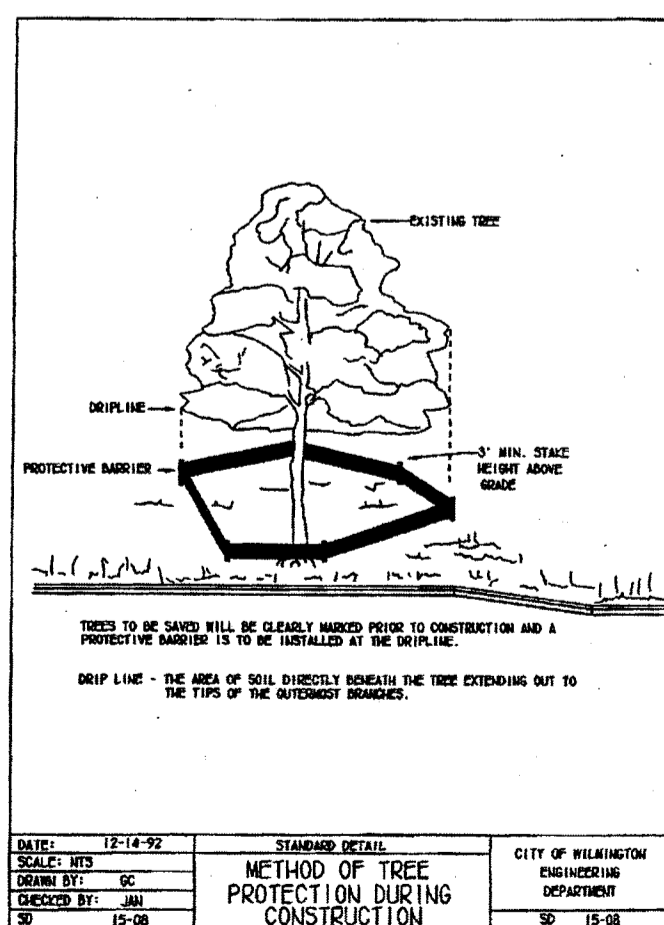 EXISTING TREE
DRIPLINE
PROTECTIVE BARRIER
3' MIN. STAKE
HEIGHT ABOVE
GRADE
TREES TO BE SAVED WILL BE CLEARLY MARKED PRIOR TO CONSTRUCTION AND A
PROTECTIVE BARRIER IS TO BE INSTALLED AT THE DRIPLINE.
DRIP LINE - THE AREA OF SOIL DIRECTLY BENEATH THE TREE EXTENDING OUT TO
THE TIPS OF THE OUTERMOST BRANCHES.
DATE: 12-14-92
SCALE: NTS
DRAWN BY: GC
CHECKED BY: JAN
SD 15-08
STANDARD DETAIL
METHOD OF TREE
PROTECTION DURING
CONSTRUCTION
CITY OF WILMINGTON
ENGINEERING
DEPARTMENT
SD 15-08